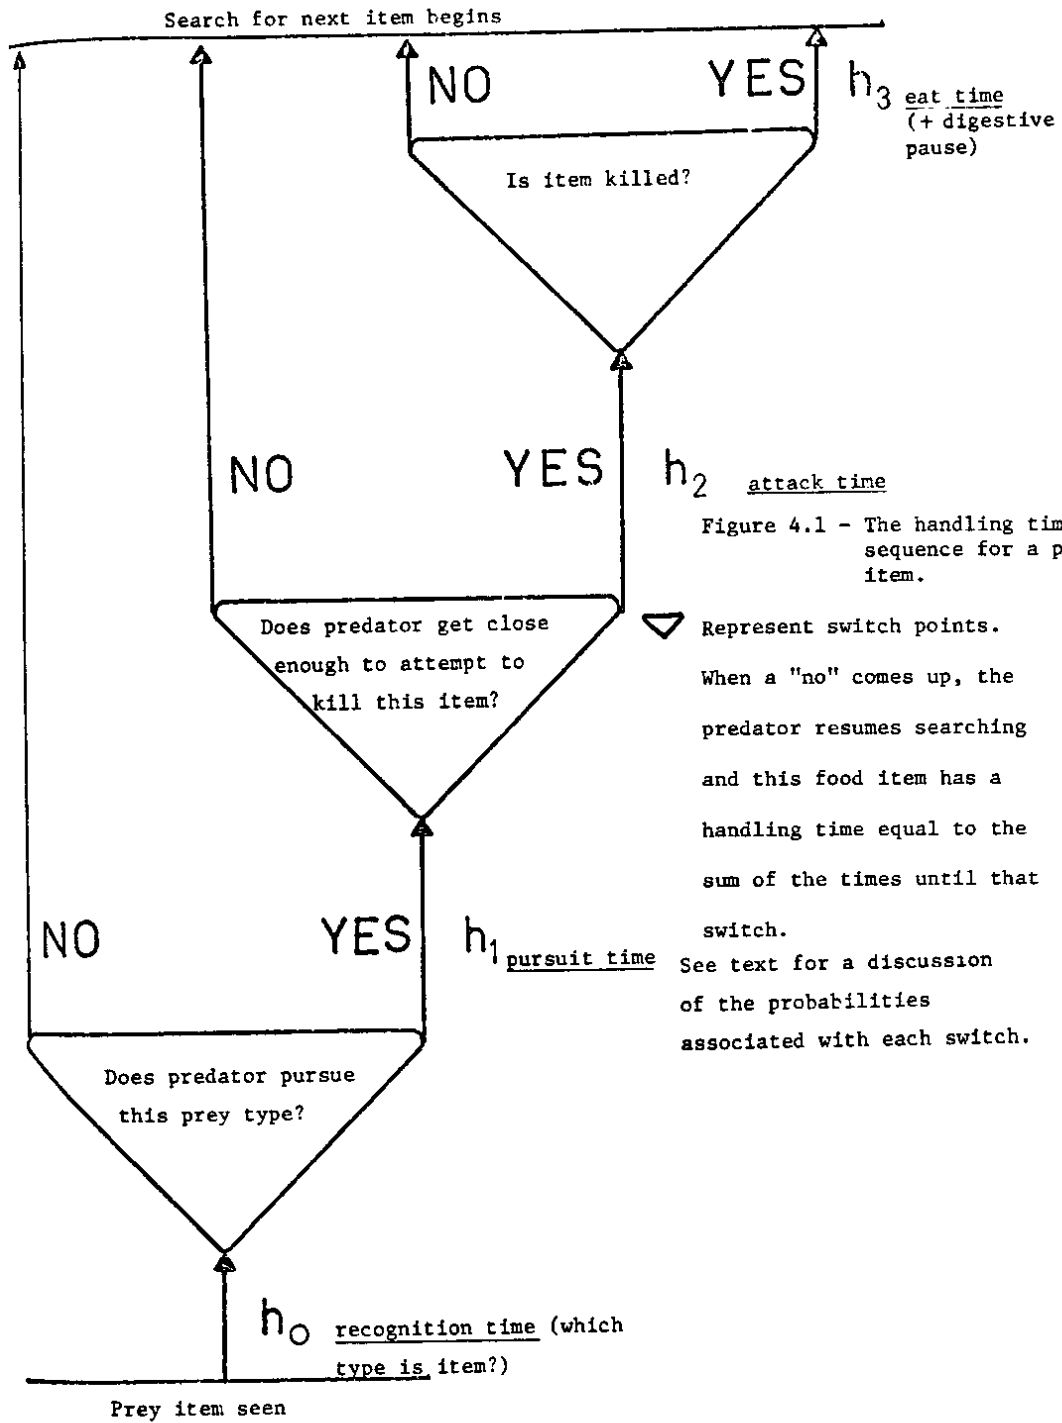 Search for next item begins
NO
YES
h3 eat time
(+ digestive
pause)
Is item killed?
NO
YES
h2 attack time
Figure 4.1 - The handling tim
sequence for a p
item.
Does predator get close
enough to attempt to
kill this item?
Represent switch points.
When a "no" comes up, the
predator resumes searching
and this food item has a
handling time equal to the
sum of the times until that
switch.
NO
YES
h1 pursuit time
See text for a discussion
of the probabilities
associated with each switch.
Does predator pursue
this prey type?
h0 recognition time (which
type is item?)
Prey item seen